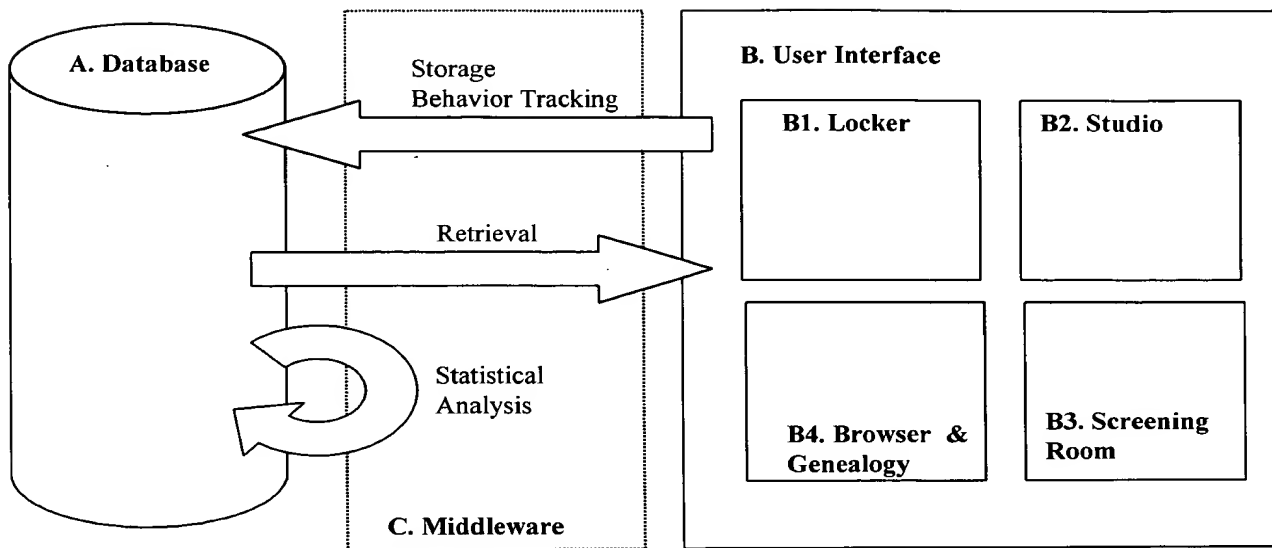 A. Database
Storage
Behavior Tracking
Retrieval
Statistical
Analysis
C. Middleware
B. User Interface
B1. Locker
B2. Studio
B4. Browser &
Genealogy
B3. Screening
Room